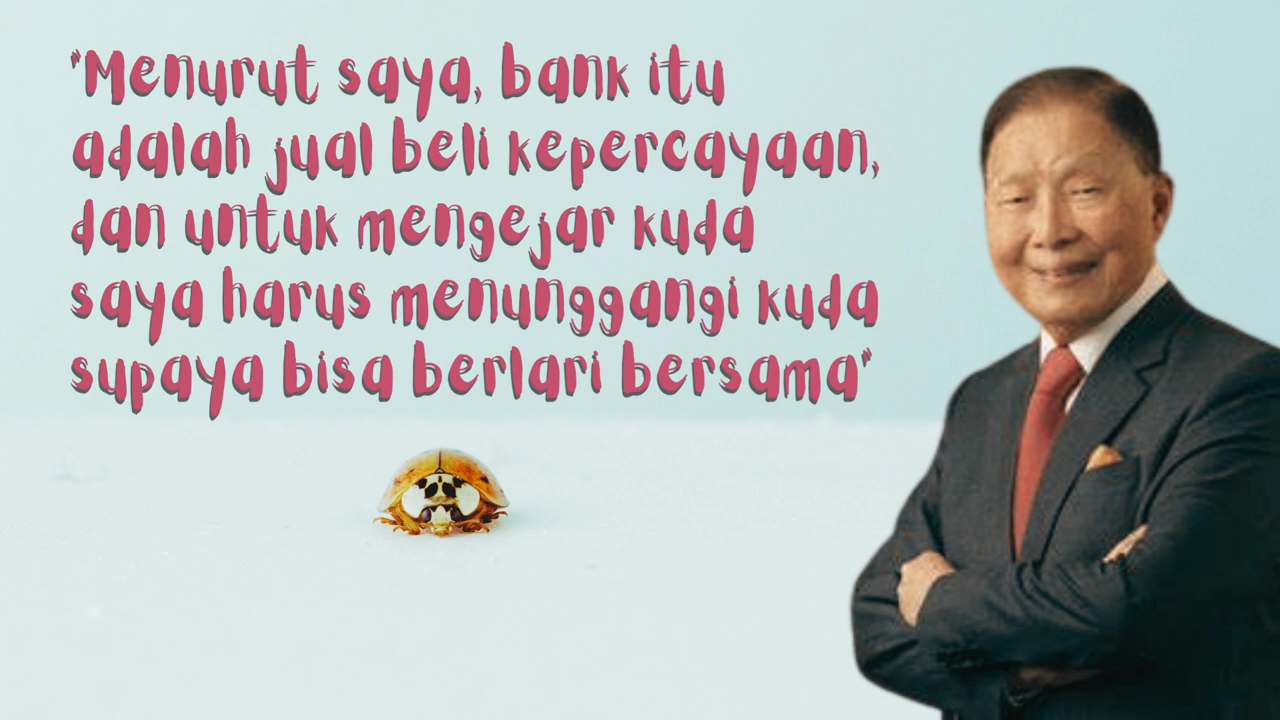 "Menurut saya, bank itu
adalah jual beli kepercayaan,
dan untuk mengejar kuda
saya harus menunggangi kuda
supaya bisa berlari bersama"